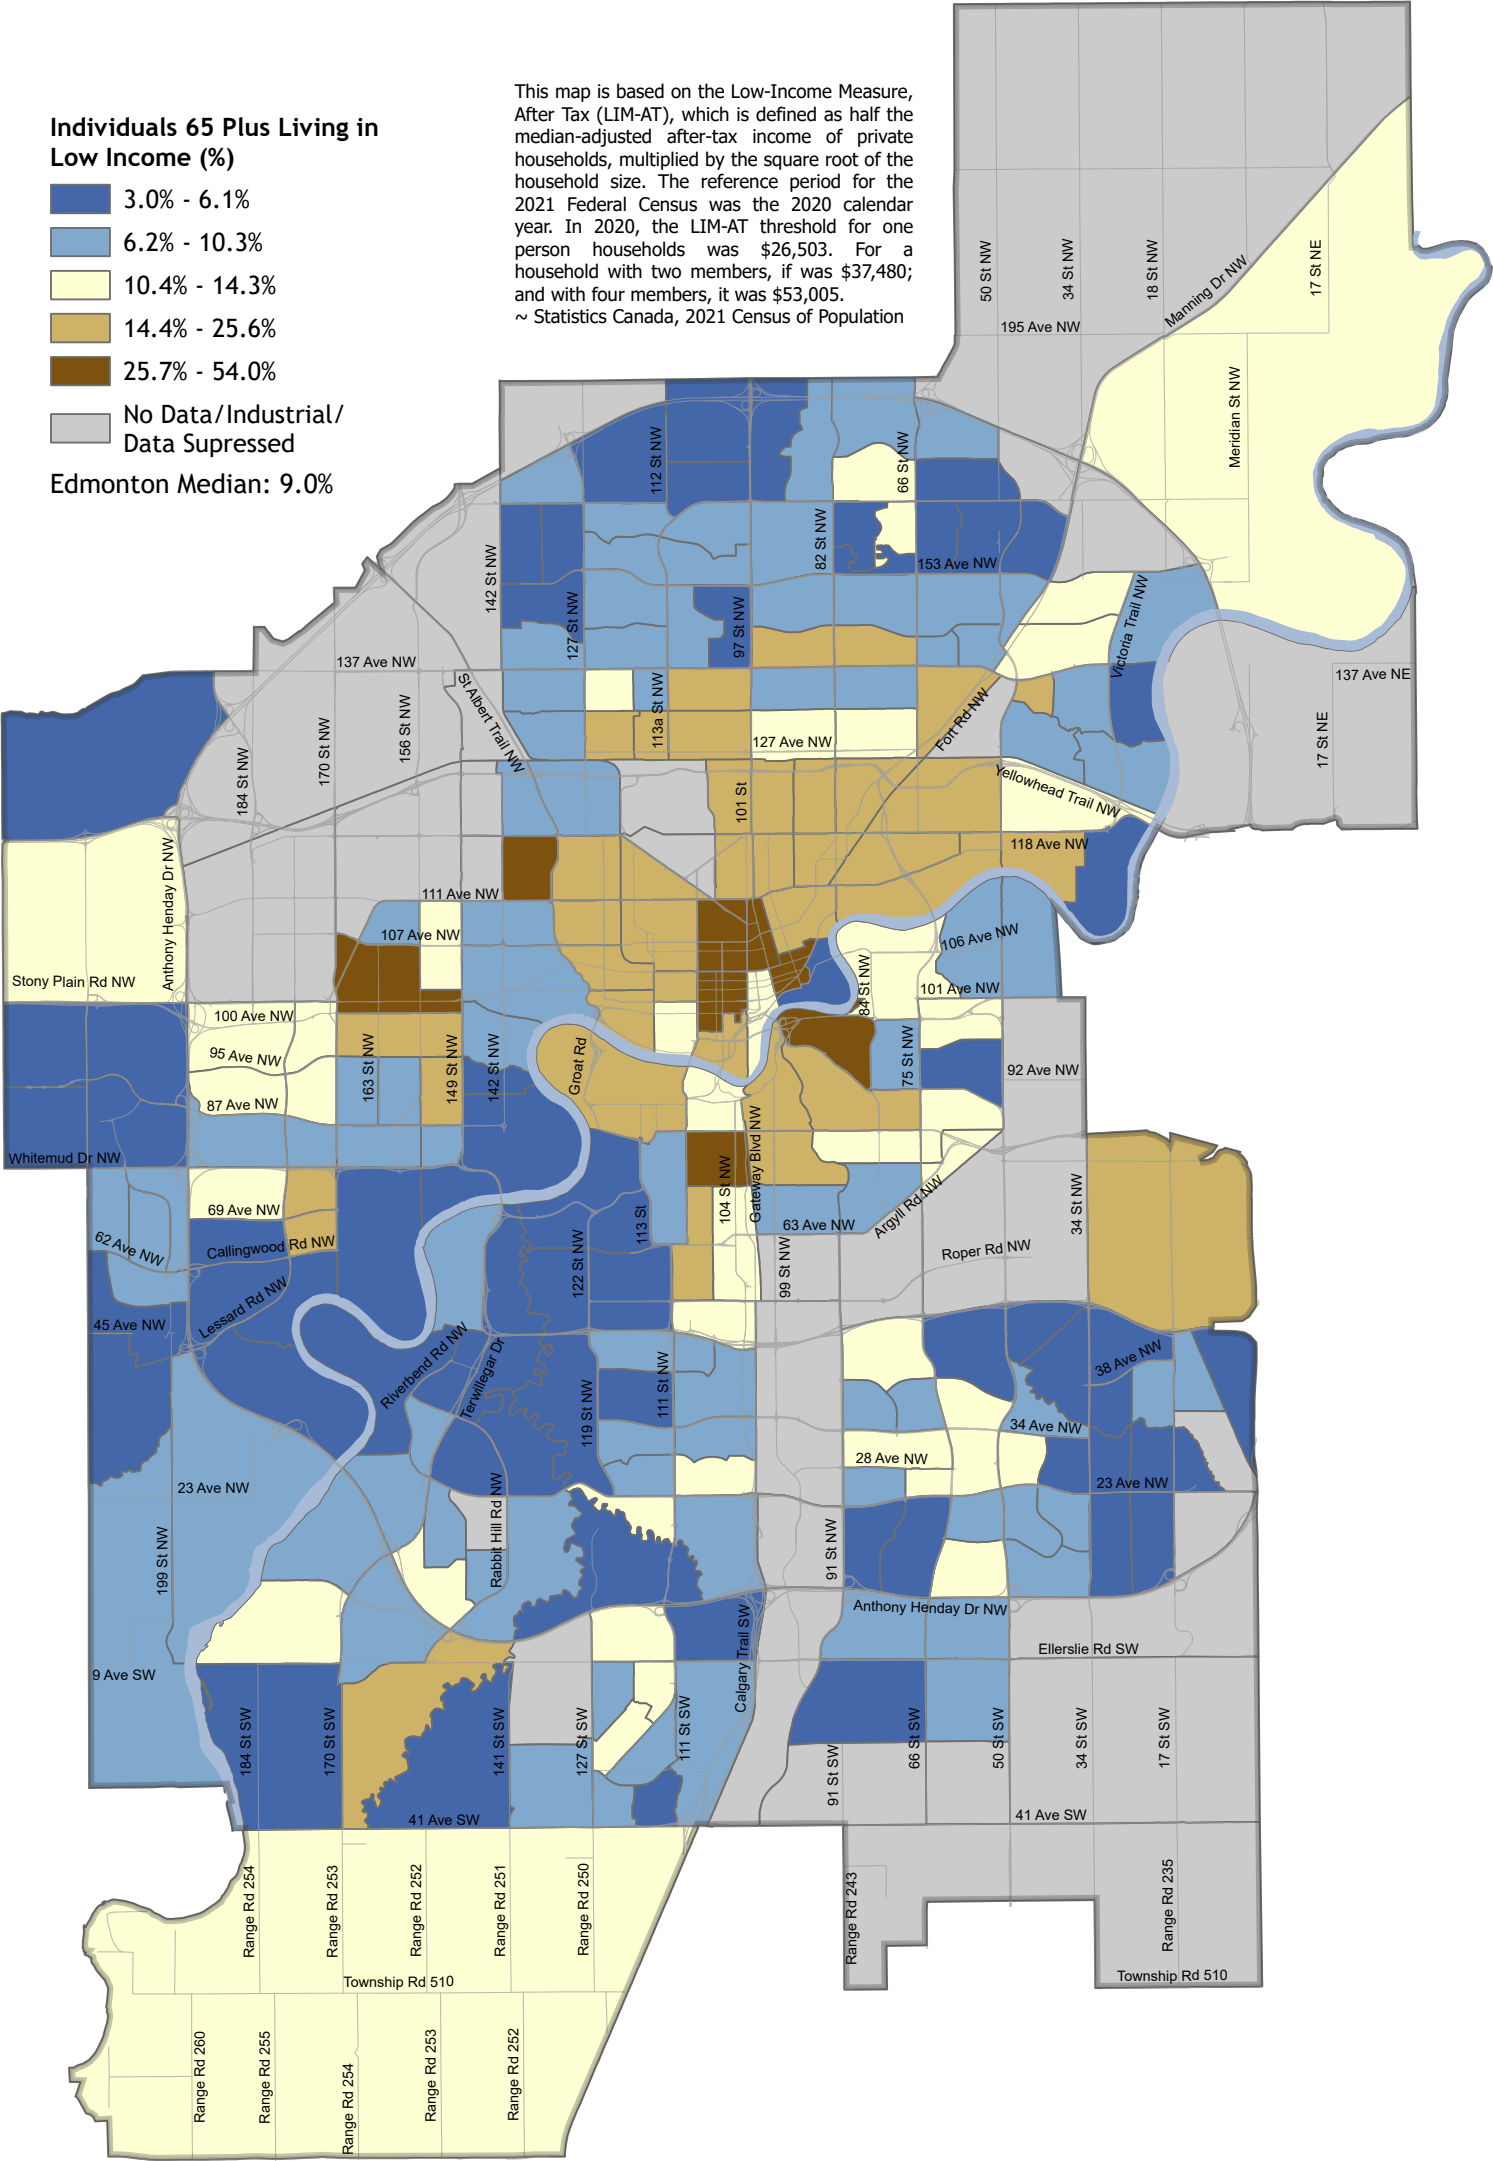 This map is based on the Low-Income Measure,
After Tax (LIM-AT), which is defined as half the
median-adjusted after-tax income of private
households, multiplied by the square root of the
household size. The reference period for the
2021 Federal Census was the 2020 calendar
year. In 2020, the LIM-AT threshold for one
person households was $26,503. For a
household with two members, if was $37,480;
and with four members, it was $53,005.
~ Statistics Canada, 2021 Census of Population
Individuals 65 Plus Living in
Low Income (%)
3.0% - 6.1%
6.2% - 10.3%
10.4% - 14.3%
14.4% - 25.6%
25.7% - 54.0%
No Data/Industrial/
Data Supressed
Edmonton Median: 9.0%
50 St NW
34 St NW
18 St NW
Manning Dr NW
17 St NE
195 Ave NW
Meridian St NW
112 St NW
66 St NW
82 St NW
142 St NW
153 Ave NW
127 St NW
97 St NW
Victoria Trail NW
137 Ave NW
137 Ave NE
St Albert Trail NW
156 St NW
170 St NW
184 St NW
113a St NW
127 Ave NW
Fort Rd NW
17 St NE
Yellowhead Trail NW
101 St
118 Ave NW
Anthony Henday Dr NW
111 Ave NW
107 Ave NW
106 Ave NW
Stony Plain Rd NW
84 St NW
101 Ave NW
100 Ave NW
95 Ave NW
163 St NW
149 St NW
142 St NW
Groat Rd
75 St NW
92 Ave NW
87 Ave NW
Whitemud Dr NW
104 St NW
Gateway Blvd NW
69 Ave NW
113 St
63 Ave NW
Argyll Rd NW
34 St NW
62 Ave NW
Callingwood Rd NW
122 St NW
99 St NW
Roper Rd NW
Lessard Rd NW
45 Ave NW
Riverbend Rd NW
Terwillegar Dr
38 Ave NW
119 St NW
111 St NW
34 Ave NW
28 Ave NW
23 Ave NW
23 Ave NW
Rabbit Hill Rd NW
199 St NW
91 St NW
Anthony Henday Dr NW
Calgary Trail SW
Ellerslie Rd SW
9 Ave SW
184 St SW
170 St SW
141 St SW
127 St SW
111 St SW
91 St SW
66 St SW
50 St SW
34 St SW
17 St SW
41 Ave SW
41 Ave SW
Range Rd 254
Range Rd 253
Range Rd 252
Range Rd 251
Range Rd 250
Range Rd 243
Range Rd 235
Township Rd 510
Township Rd 510
Range Rd 260
Range Rd 255
Range Rd 254
Range Rd 253
Range Rd 252